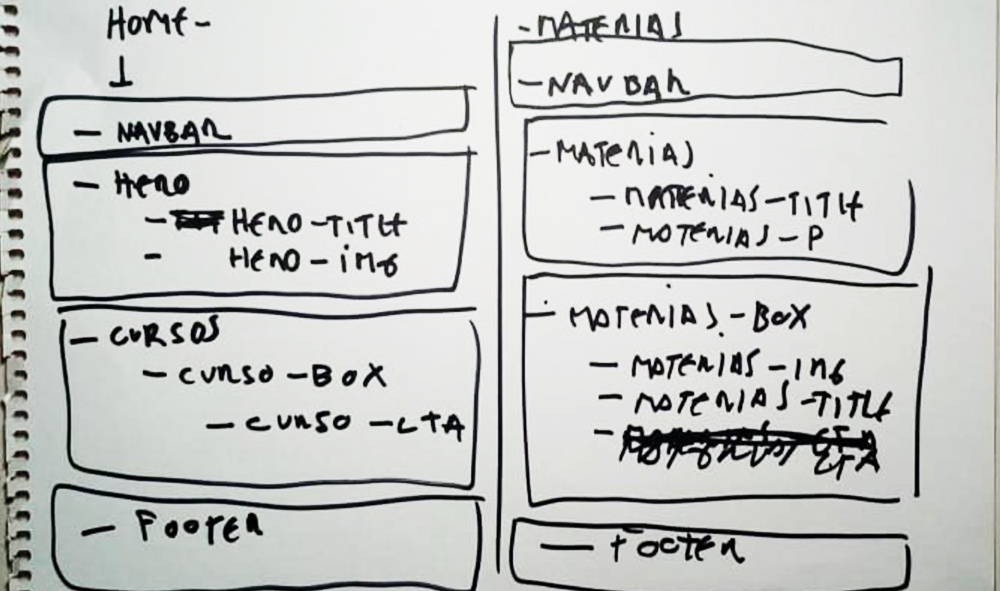 HOME -
- NAVBAR
- HERO
- HERO-TITLE
- HERO-IMG
- CURSOS
- CURSO-BOX
- CURSO-CTA
- FOOTER
- MATERIAS
- NAVBAR
- MATERIAS
- MATERIAS-TITLE
- MATERIAS-P
- MATERIAS-BOX
- MATERIAS-IMG
- MATERIAS-TITLE
- CTA
- FOOTER